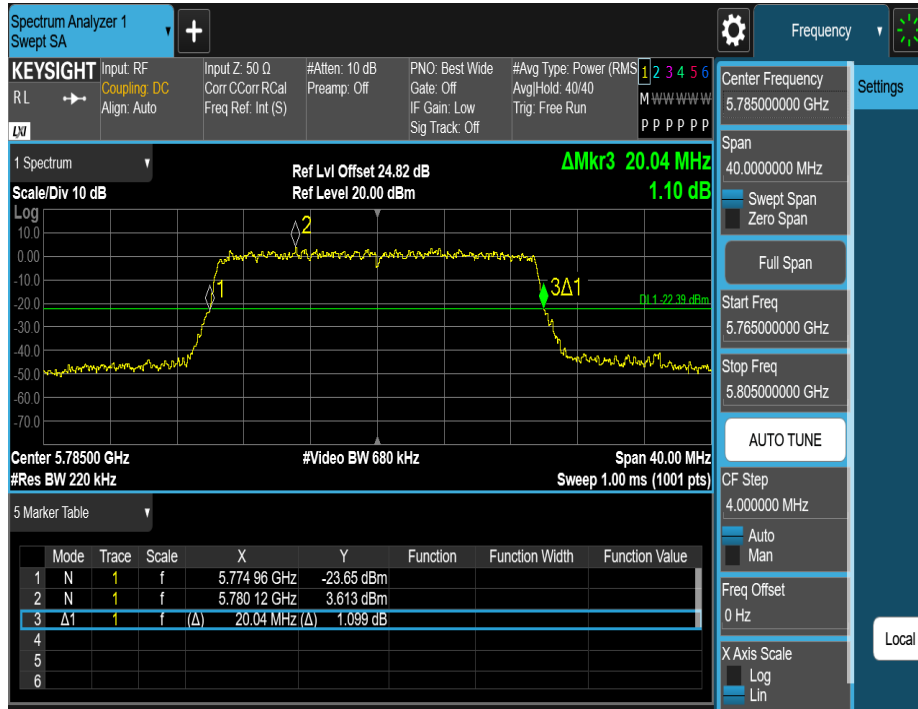 Spectrum Analyzer 1
Swept SA
+
Frequency
KEYSIGHT
RL
LXI
Input: RF
Coupling: DC
Align: Auto
Input Z: 50 Ω
Corr CCorr RCal
Freq Ref: Int (S)
#Atten: 10 dB
Preamp: Off
PNO: Best Wide
Gate: Off
IF Gain: Low
Sig Track: Off
#Avg Type: Power (RMS
Avg|Hold: 40/40
Trig: Free Run
1 2 3 4 5 6
M W W W W W
P P P P P P
1 Spectrum
Scale/Div 10 dB
Ref Lvl Offset 24.82 dB
Ref Level 20.00 dBm
ΔMkr3 20.04 MHz
1.10 dB
Log
10.0
0.00
-10.0
-20.0
-30.0
-40.0
-50.0
-60.0
-70.0
2
1
3Δ1
DL1 -22.39 dBm
Center 5.78500 GHz
#Res BW 220 kHz
#Video BW 680 kHz
Span 40.00 MHz
Sweep 1.00 ms (1001 pts)
5 Marker Table
Mode Trace Scale X Y Function Function Width Function Value
1 N 1 f 5.774 96 GHz -23.65 dBm
2 N 1 f 5.780 12 GHz 3.613 dBm
3 Δ1 1 f (Δ) 20.04 MHz (Δ) 1.099 dB
4
5
6
Center Frequency
5.785000000 GHz
Span
40.0000000 MHz
Swept Span
Zero Span
Full Span
Start Freq
5.765000000 GHz
Stop Freq
5.805000000 GHz
AUTO TUNE
CF Step
4.000000 MHz
Auto
Man
Freq Offset
0 Hz
X Axis Scale
Log
Lin
Settings
Local